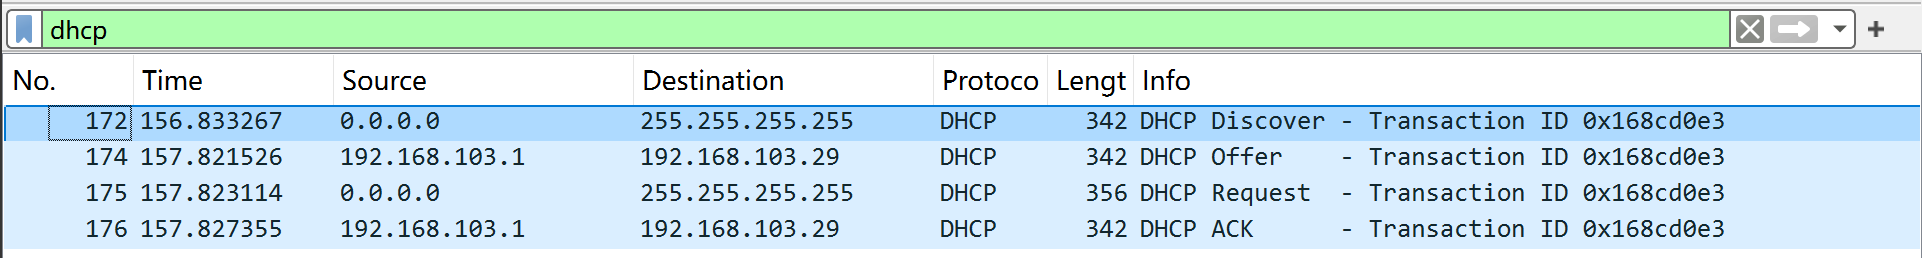 dhcp
No. Time Source Destination Protoco Lengt Info
172 156.833267 0.0.0.0 255.255.255.255 DHCP 342 DHCP Discover - Transaction ID 0x168cd0e3
174 157.821526 192.168.103.1 192.168.103.29 DHCP 342 DHCP Offer - Transaction ID 0x168cd0e3
175 157.823114 0.0.0.0 255.255.255.255 DHCP 356 DHCP Request - Transaction ID 0x168cd0e3
176 157.827355 192.168.103.1 192.168.103.29 DHCP 342 DHCP ACK - Transaction ID 0x168cd0e3